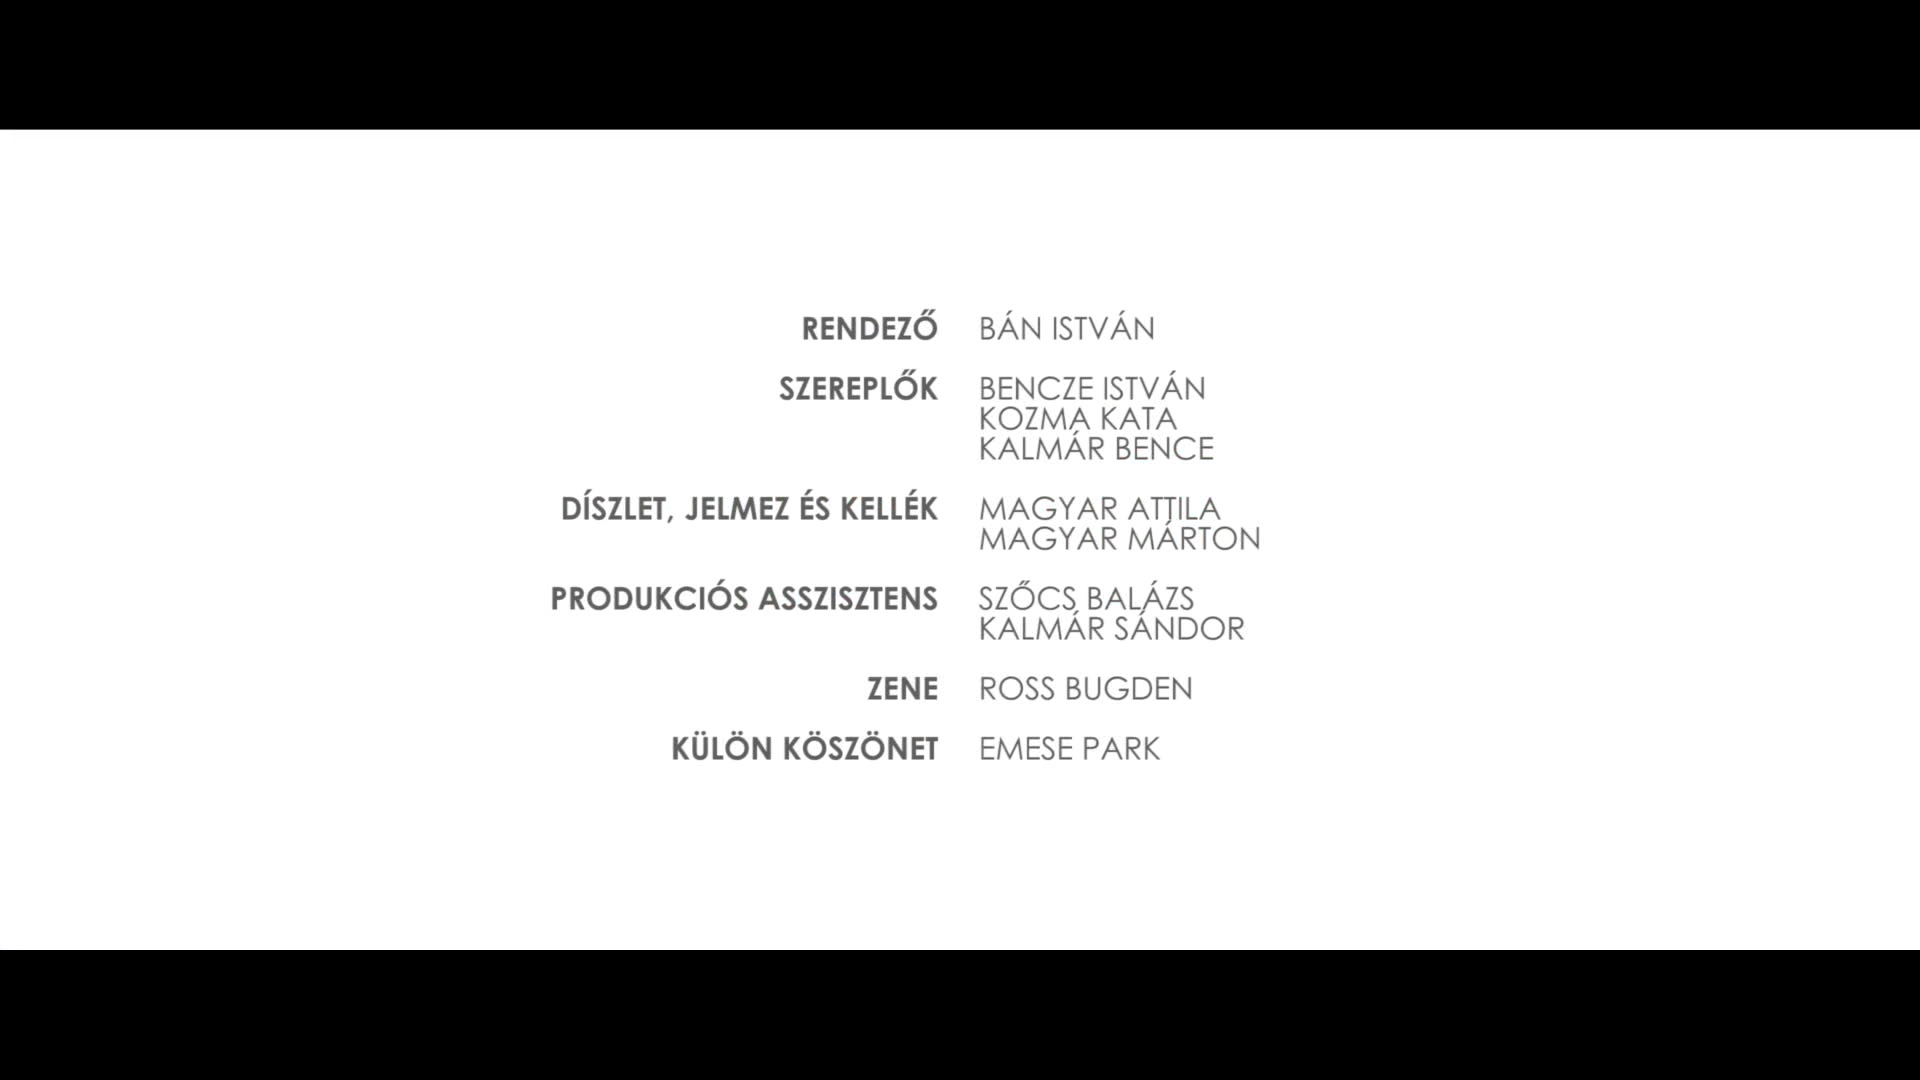 RENDEZŐ BÁN ISTVÁN
SZEREPLŐK BENCZE ISTVÁN
KOZMA KATA
KALMÁR BENCE
DÍSZLET, JELMEZ ÉS KELLÉK MAGYAR ATTILA
MAGYAR MÁRTON
PRODUKCIÓS ASSZISZTENS SZŐCS BALÁZS
KALMÁR SÁNDOR
ZENE ROSS BUGDEN
KÜLÖN KÖSZÖNET EMESE PARK